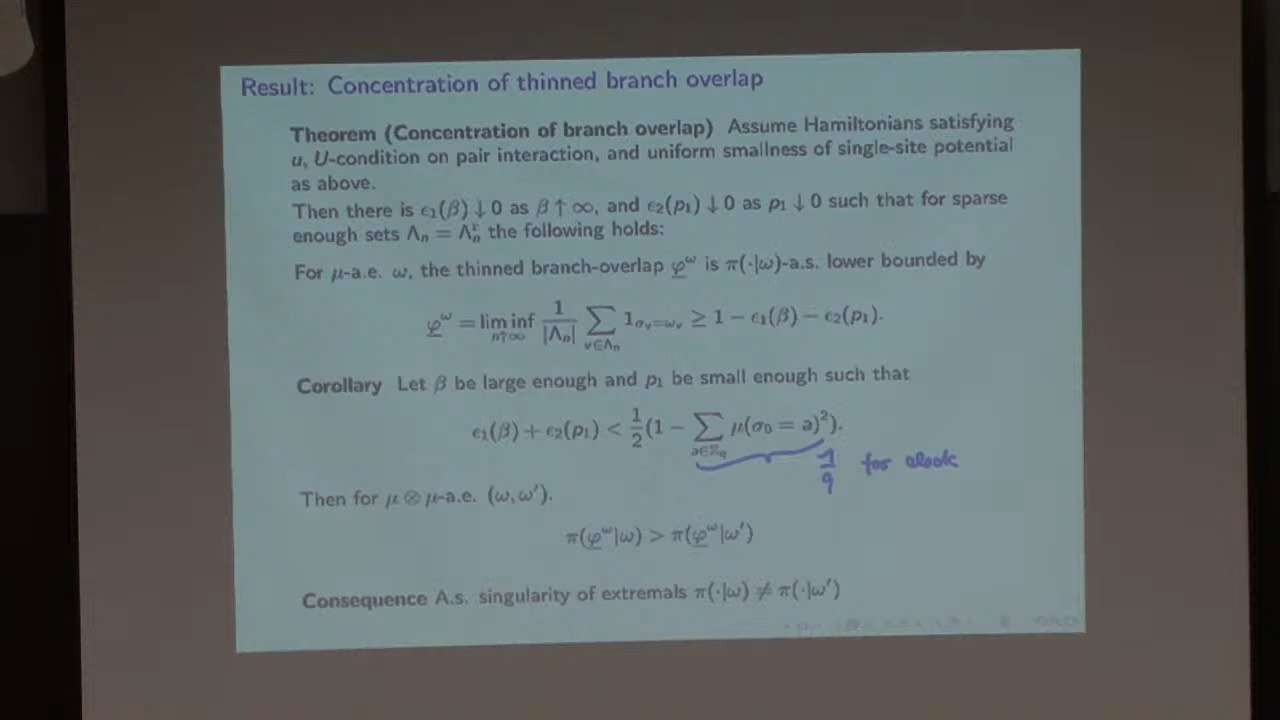 Result: Concentration of thinned branch overlap
Theorem (Concentration of branch overlap) Assume Hamiltonians satisfying
u, U-condition on pair interaction, and uniform smallness of single-site potential
as above.
Then there is ε₁(β) ↓ 0 as β ↑ ∞, and ε₂(p₁) ↓ 0 as p₁ ↓ 0 such that for sparse
enough sets Λₙ = Λₙʳ the following holds:
For μ-a.e. ω, the thinned branch-overlap φ^ω is π(·|ω)-a.s. lower bounded by
φ^ω = lim inf_{n↑∞} 1/|Λₙ| ∑_{v∈Λₙ} 1_{σ_v=ω_v} ≥ 1 − ε₁(β) − ε₂(p₁).
Corollary Let β be large enough and p₁ be small enough such that
ε₁(β) + ε₂(p₁) < 1/2 (1 − ∑_{a∈ℤ_q} μ(σ₀ = a)²).
1/q for clock
Then for μ ⊗ μ-a.e. (ω, ω′).
π(φ^ω|ω) > π(φ^ω|ω′)
Consequence A.s. singularity of extremals π(·|ω) ≠ π(·|ω′)